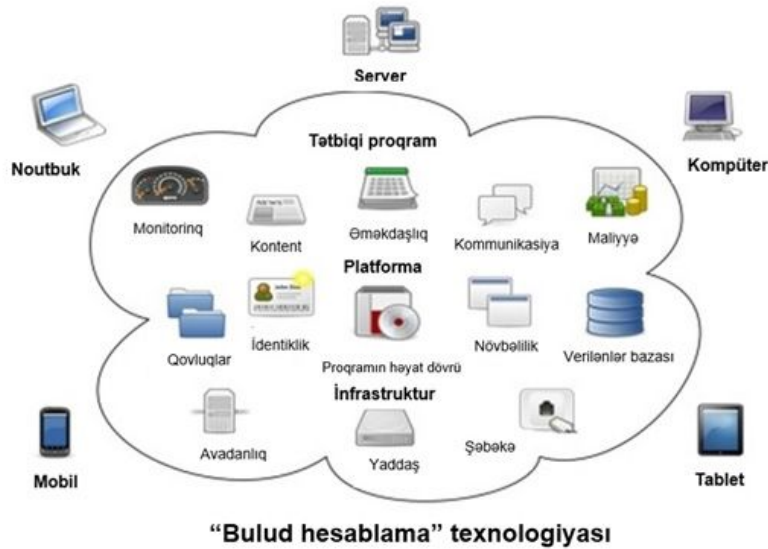 Server
Noutbuk
Kompüter
Tətbiqi proqram
Monitorinq
Kontent
Əməkdaşlıq
Kommunikasiya
Maliyyə
Platforma
Qovluqlar
İdentiklik
Proqramın həyat dövrü
Növbəlilik
Verilənlər bazası
İnfrastruktur
Avadanlıq
Yaddaş
Şəbəkə
Mobil
Tablet
“Bulud hesablama” texnologiyası